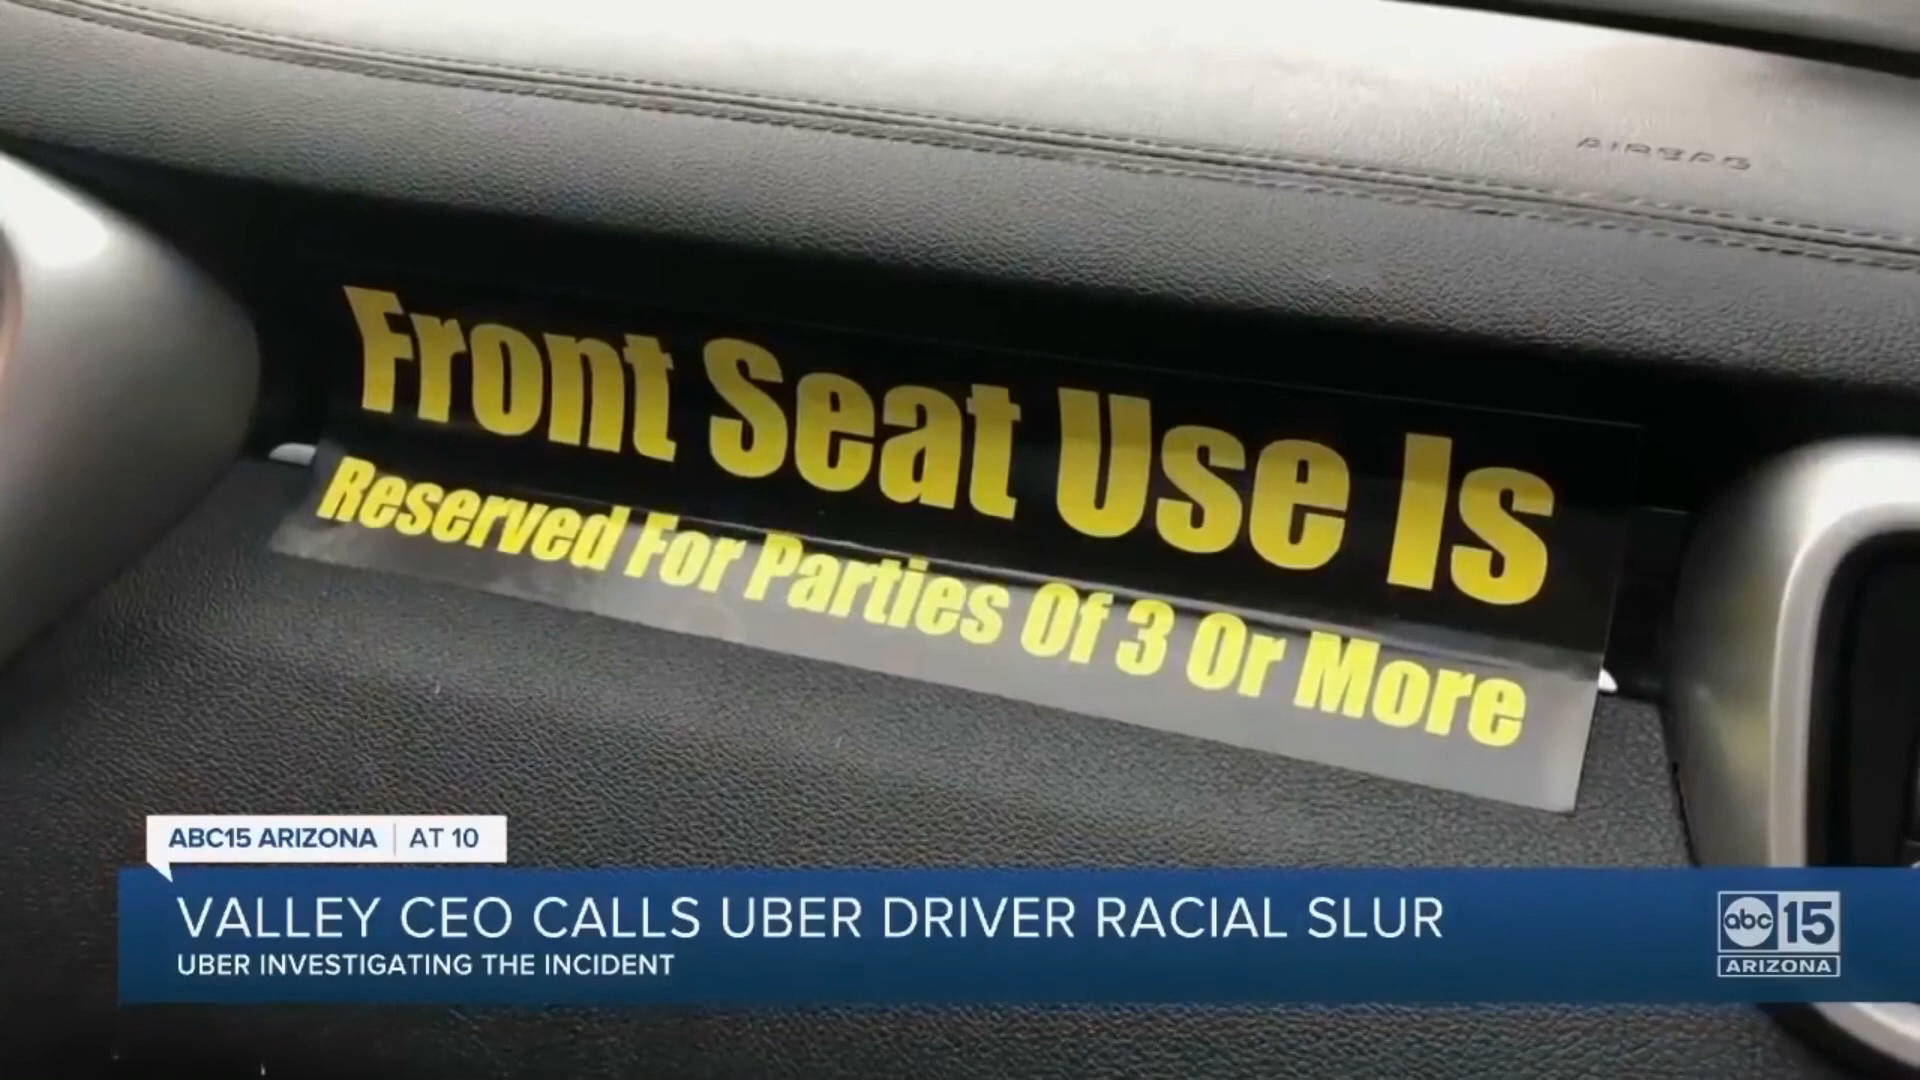 AIRBAG
Front Seat Use Is
Reserved For Parties Of 3 Or More
ABC15 ARIZONA | AT 10
VALLEY CEO CALLS UBER DRIVER RACIAL SLUR
UBER INVESTIGATING THE INCIDENT
abc 15
ARIZONA